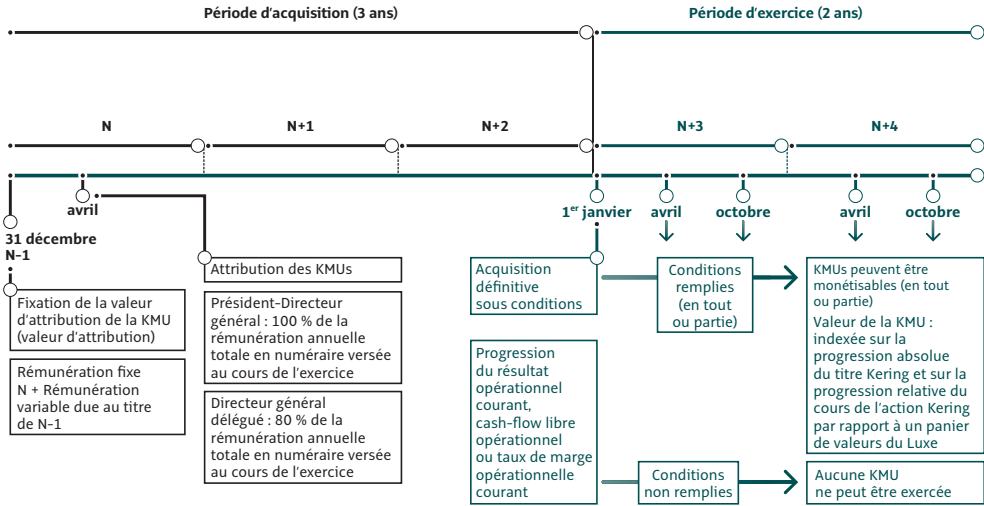 Période d'acquisition (3 ans)
Période d'exercice (2 ans)
N
N+1
N+2
N+3
N+4
31 décembre
N-1
avril
1er janvier
avril
octobre
avril
octobre
Fixation de la valeur
d'attribution de la KMU
(valeur d'attribution)
Rémunération fixe
N + Rémunération
variable due au titre
de N-1
Attribution des KMUs
Président-Directeur
général : 100 % de la
rémunération annuelle
totale en numéraire versée
au cours de l'exercice
Directeur général
délégué : 80 % de la
rémunération annuelle
totale en numéraire versée
au cours de l'exercice
Acquisition
définitive
sous conditions
Conditions
remplies
(en tout
ou partie)
KMUs peuvent être
monétisables (en tout
ou partie)
Valeur de la KMU :
indexée sur la
progression absolue
du titre Kering et sur la
progression relative du
cours de l'action Kering
par rapport à un panier
de valeurs du Luxe
Progression
du résultat
opérationnel
courant,
cash-flow libre
opérationnel
ou taux de marge
opérationnelle
courant
Conditions
non remplies
Aucune KMU
ne peut être exercée